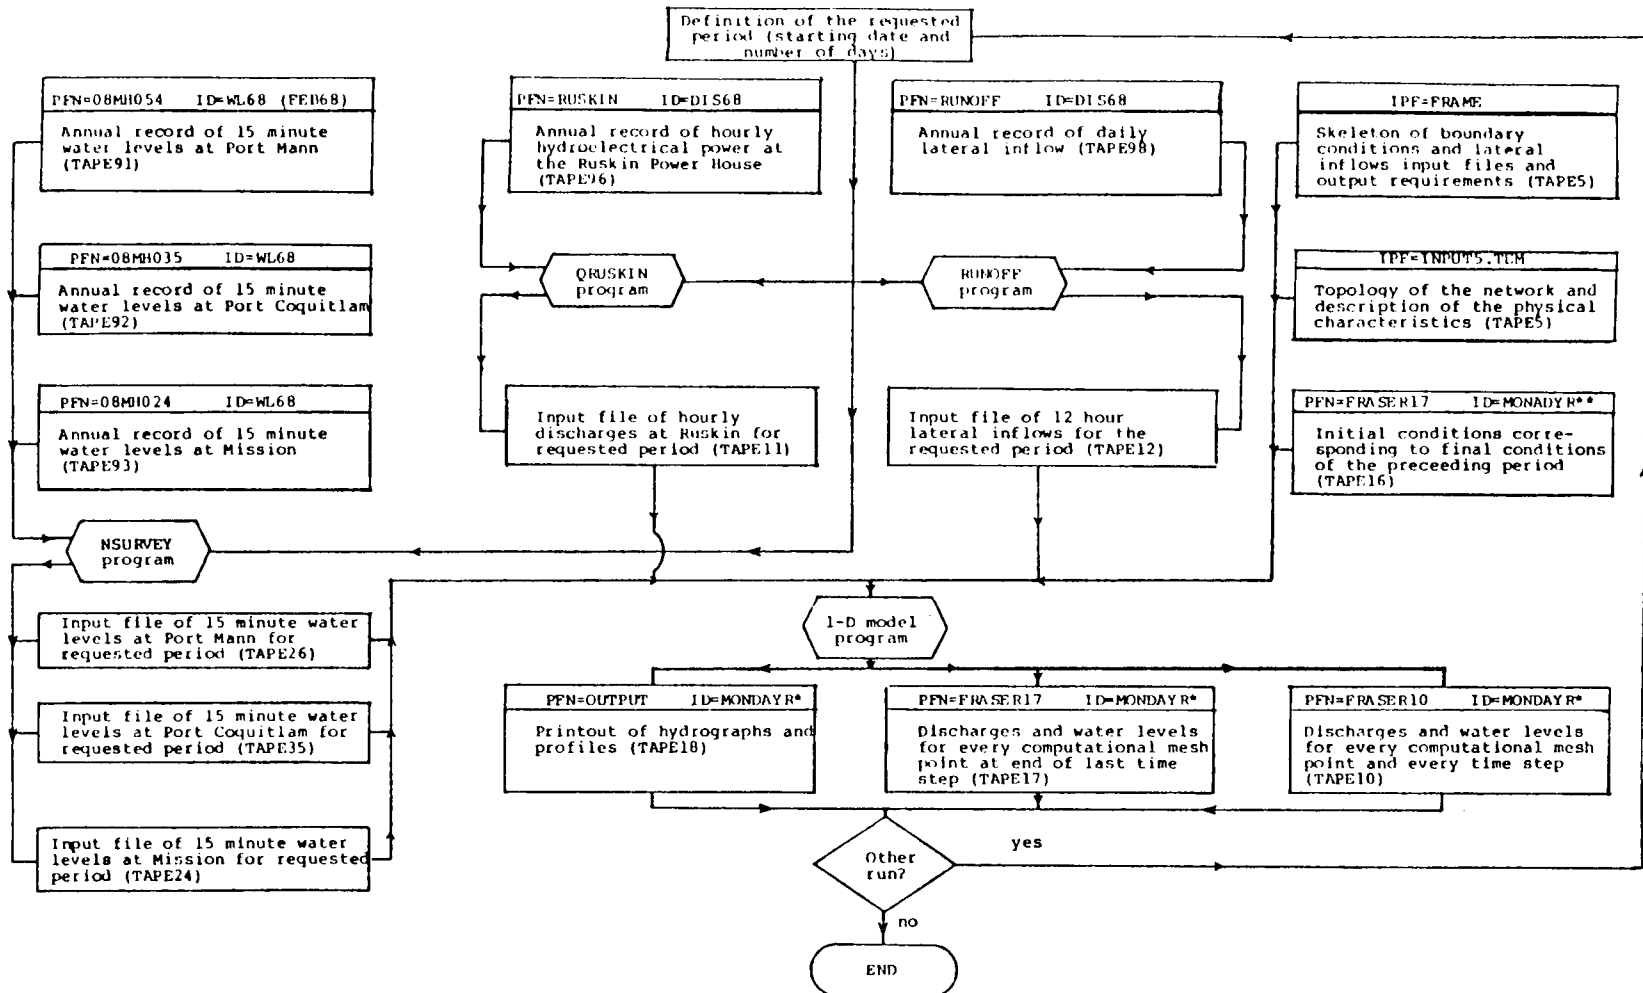 Definition of the requested
period (starting date and
number of days)
PFN=08MH054 ID=WL68 (FEB68)
Annual record of 15 minute
water levels at Port Mann
(TAPE91)
PFN=RUSKIN ID=DIS68
Annual record of hourly
hydroelectrical power at
the Ruskin Power House
(TAPE96)
PFN=RUNOFF ID=DIS68
Annual record of daily
lateral inflow (TAPE98)
IPF=FRAME
Skeleton of boundary
conditions and lateral
inflows input files and
output requirements (TAPE5)
PFN=08MH035 ID=WL68
Annual record of 15 minute
water levels at Port Coquitlam
(TAPE92)
QRUSKIN
program
RUNOFF
program
IPF=INPUT5.TCM
Topology of the network and
description of the physical
characteristics (TAPE5)
PFN=08MH024 ID=WL68
Annual record of 15 minute
water levels at Mission
(TAPE93)
Input file of hourly
discharges at Ruskin for
requested period (TAPE11)
Input file of 12 hour
lateral inflows for the
requested period (TAPE12)
PFN=FRASER17 ID=MONADYR**
Initial conditions corre-
sponding to final conditions
of the preceeding period
(TAPE16)
NSURVEY
program
Input file of 15 minute water
levels at Port Mann for
requested period (TAPE26)
1-D model
program
Input file of 15 minute water
levels at Port Coquitlam for
requested period (TAPE35)
PFN=OUTPUT ID=MONDAYR*
Printout of hydrographs and
profiles (TAPE18)
PFN=FRASER17 ID=MONDAYR*
Discharges and water levels
for every computational mesh
point at end of last time
step (TAPE17)
PFN=FRASER10 ID=MONDAYR*
Discharges and water levels
for every computational mesh
point and every time step
(TAPE10)
Input file of 15 minute water
levels at Mission for requested
period (TAPE24)
Other
run?
yes
no
END